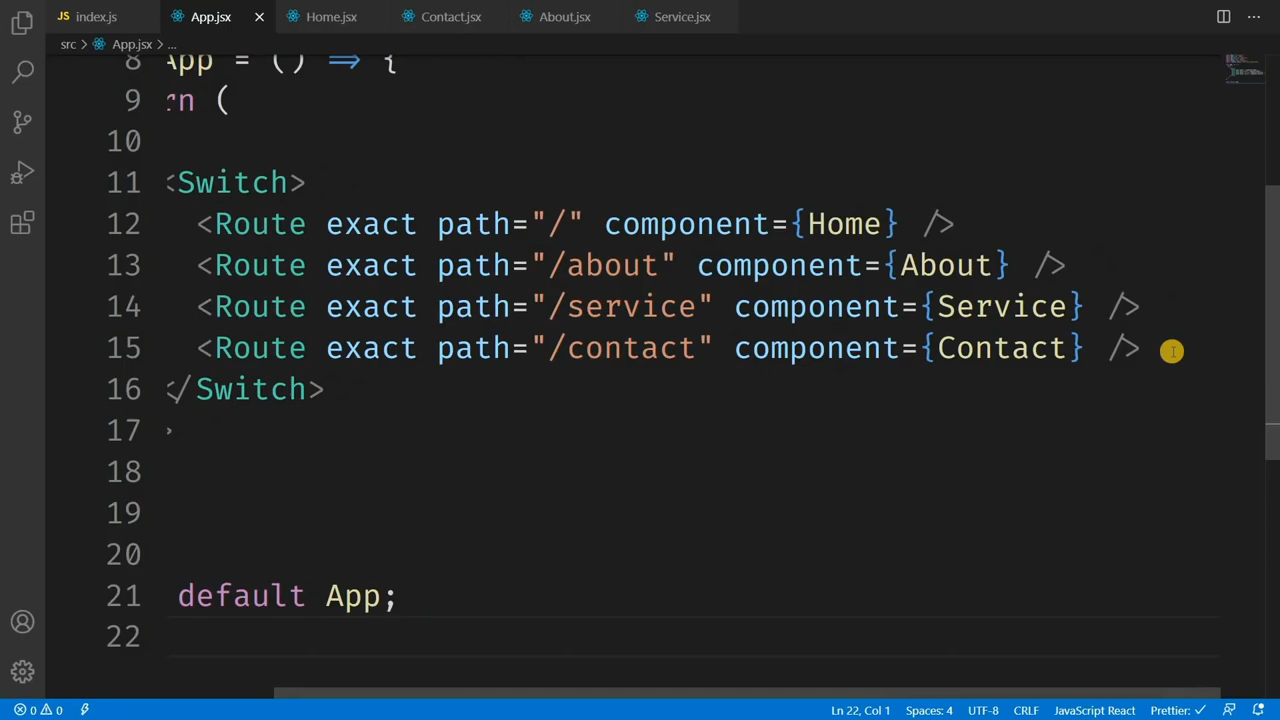 index.js App.jsx Home.jsx Contact.jsx About.jsx Service.jsx
src > App.jsx > ...
8 App = () => {
9 rn (
10
11 <Switch>
12 <Route exact path="/" component={Home} />
13 <Route exact path="/about" component={About} />
14 <Route exact path="/service" component={Service} />
15 <Route exact path="/contact" component={Contact} />
16 </Switch>
17 >
18
19
20
21 default App;
22
0 0 Ln 22, Col 1 Spaces: 4 UTF-8 CRLF JavaScript React Prettier: ✓